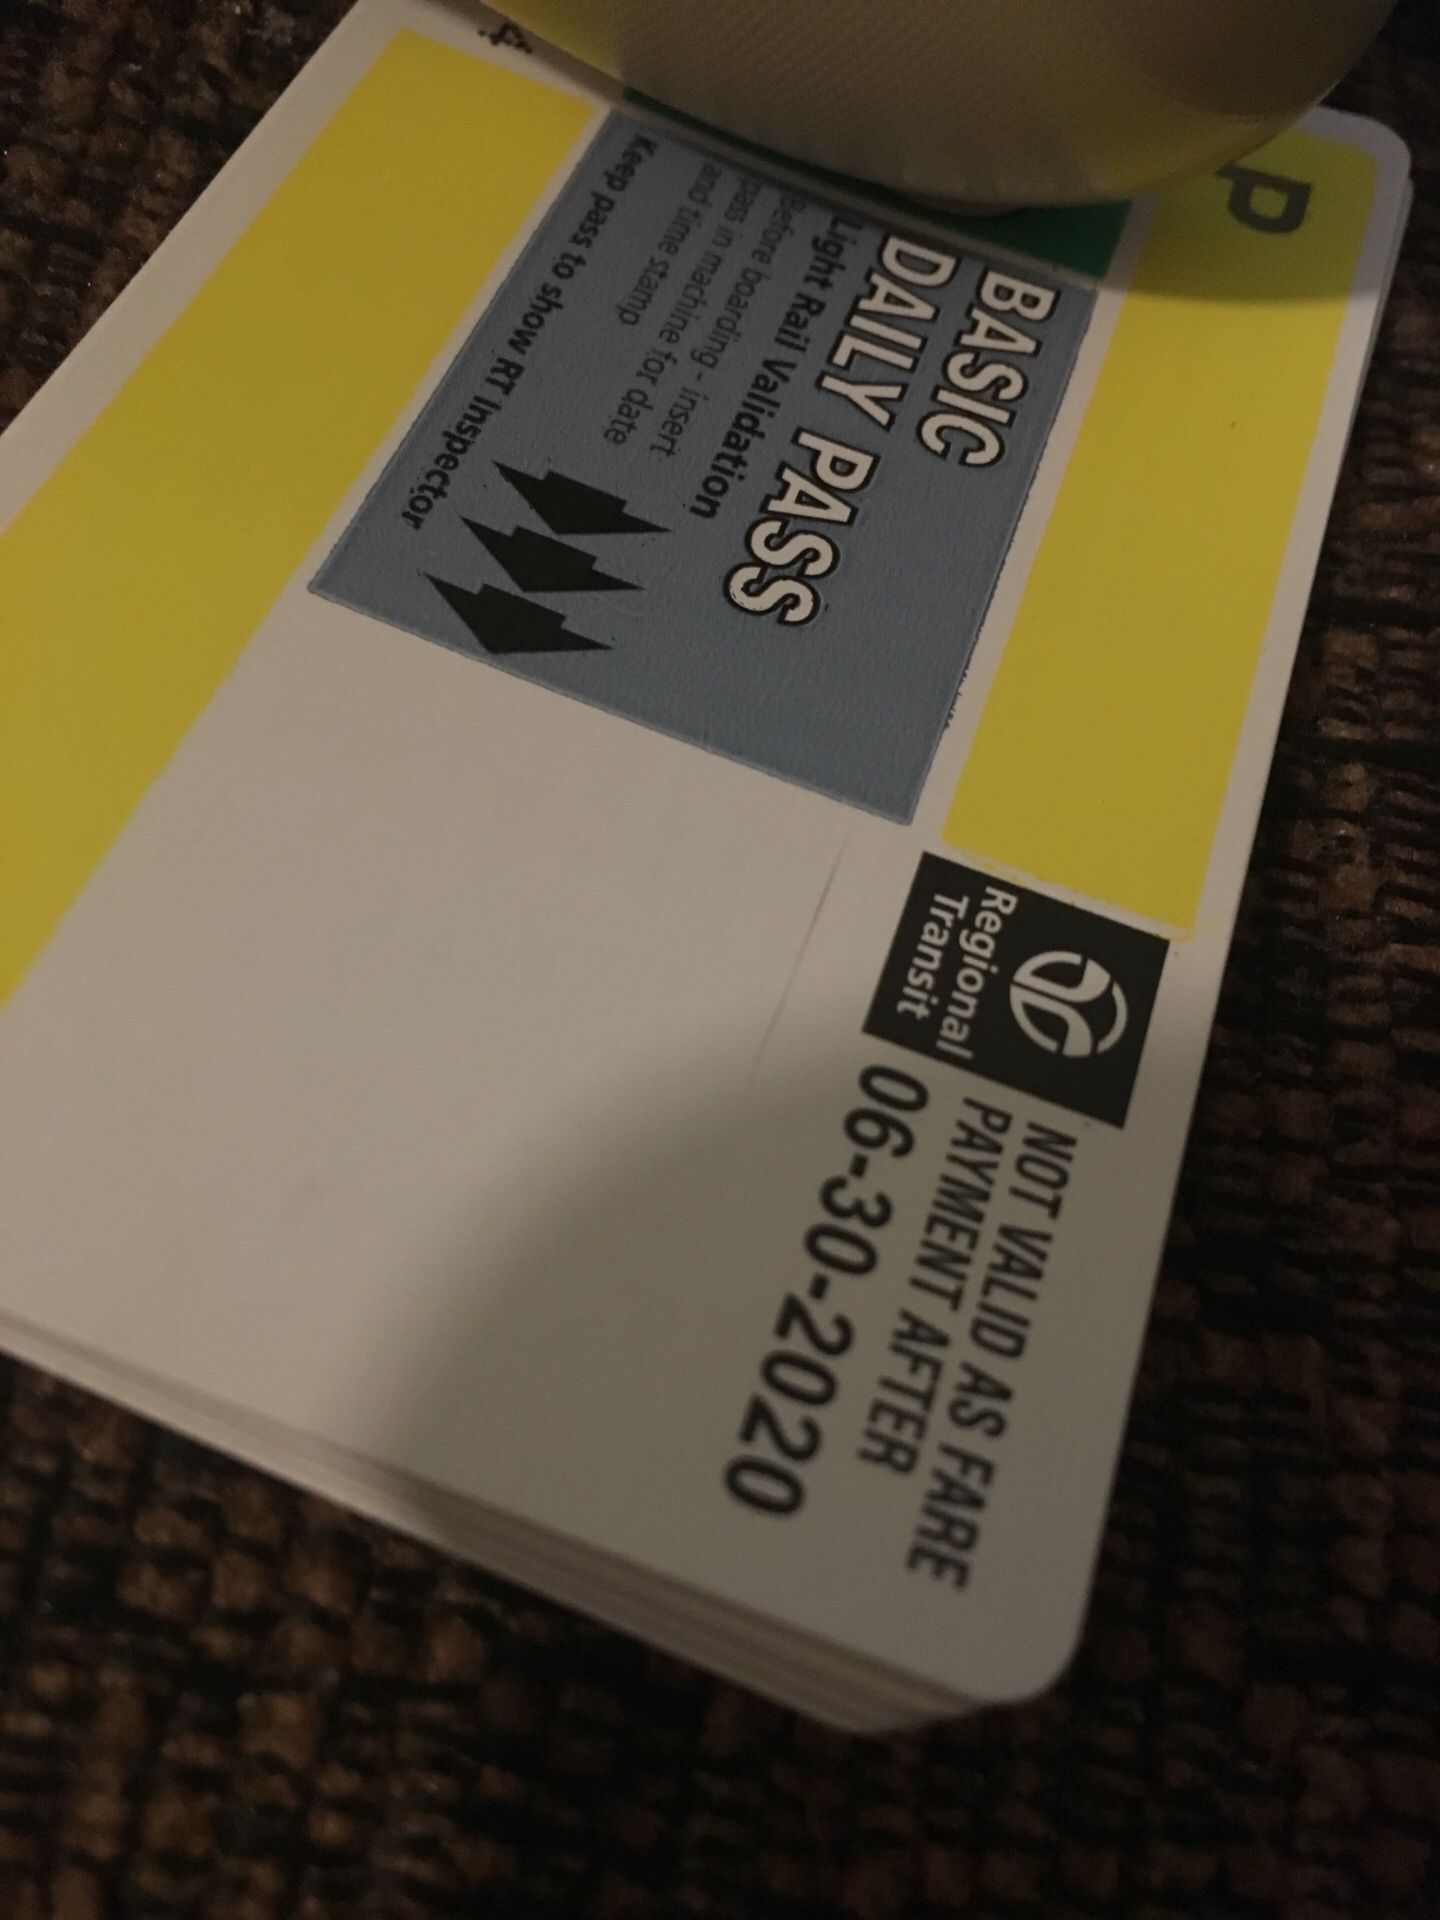 P
BASIC
DAILY PASS
Light Rail Validation
Before boarding - insert
pass in machine for date
and time stamp
Keep pass to show RT Inspector
Regional
Transit
NOT VALID AS FARE
PAYMENT AFTER
06-30-2020